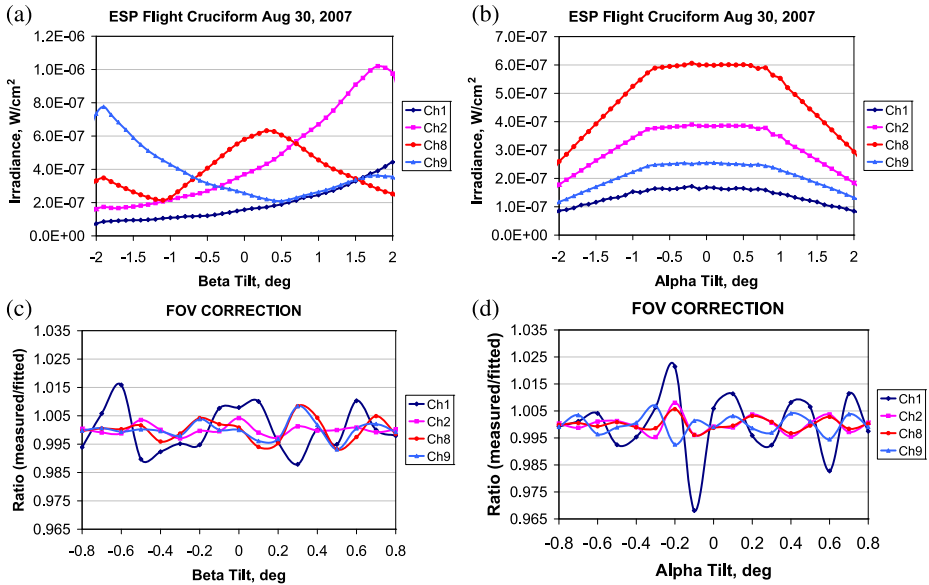 (a)
ESP Flight Cruciform Aug 30, 2007
Irradiance, W/cm2
1.2E-06
1.0E-06
8.0E-07
6.0E-07
4.0E-07
2.0E-07
0.0E+00
-2 -1.5 -1 -0.5 0 0.5 1 1.5 2
Beta Tilt, deg
Ch1
Ch2
Ch8
Ch9
(b)
ESP Flight Cruciform Aug 30, 2007
Irradiance, W/cm2
7.0E-07
6.0E-07
5.0E-07
4.0E-07
3.0E-07
2.0E-07
1.0E-07
0.0E+00
-2 -1.5 -1 -0.5 0 0.5 1 1.5 2
Alpha Tilt, deg
Ch1
Ch2
Ch8
Ch9
(c)
FOV CORRECTION
Ratio (measured/fitted)
1.035
1.025
1.015
1.005
0.995
0.985
0.975
0.965
-0.8 -0.6 -0.4 -0.2 0 0.2 0.4 0.6 0.8
Beta Tilt, deg
Ch1
Ch2
Ch8
Ch9
(d)
FOV CORRECTION
Ratio (measured/fitted)
1.035
1.025
1.015
1.005
0.995
0.985
0.975
0.965
-0.8 -0.6 -0.4 -0.2 0 0.2 0.4 0.6 0.8
Alpha Tilt, deg
Ch1
Ch2
Ch8
Ch9